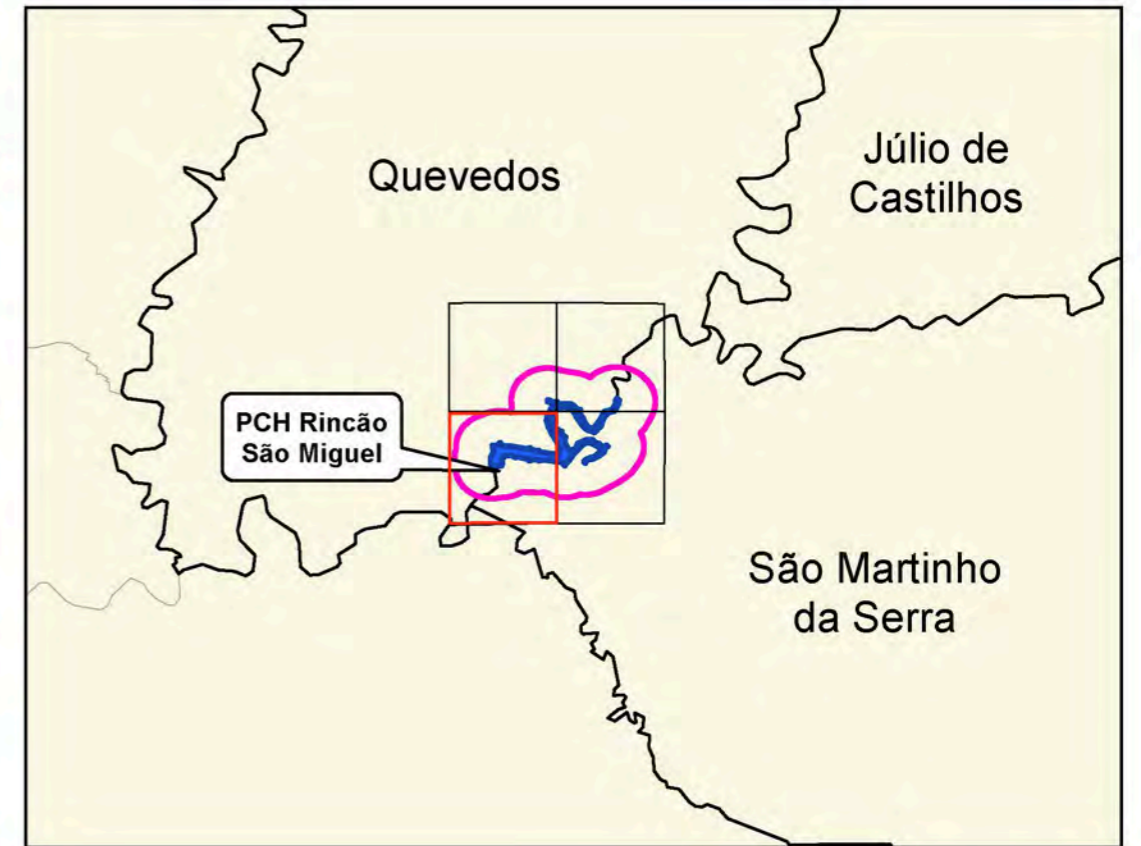 Júlio de
Castilhos
Quevedos
PCH Rincão
São Miguel
São Martinho
da Serra